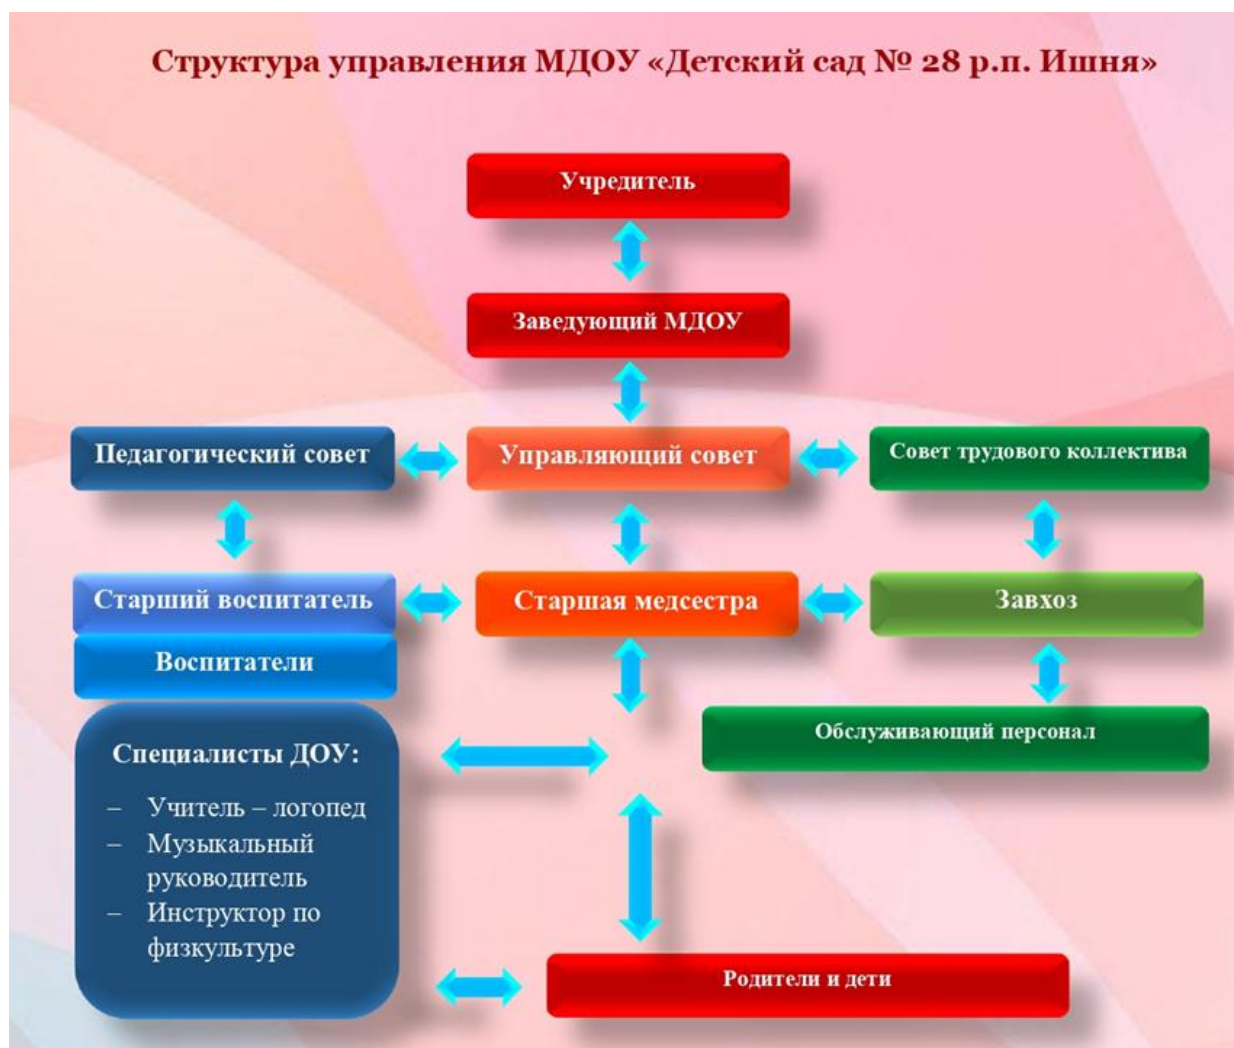 Структура управления МДОУ «Детский сад № 28 р.п. Ишня»
Учредитель
Заведующий МДОУ
Педагогический совет
Управляющий совет
Совет трудового коллектива
Старший воспитатель
Старшая медсестра
Завхоз
Воспитатели
Обслуживающий персонал
Специалисты ДОУ:
– Учитель – логопед
– Музыкальный
руководитель
– Инструктор по
физкультуре
Родители и дети